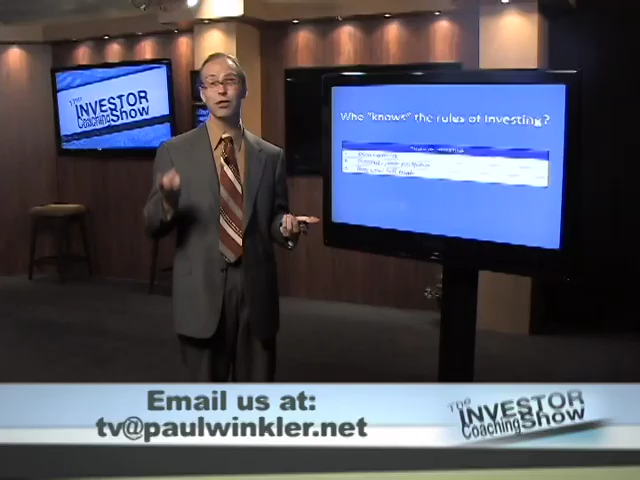 The
INVESTOR
Coaching Show
Who "knows" the rules of investing?
Email us at:
tv@paulwinkler.net
The
INVESTOR
Coaching Show